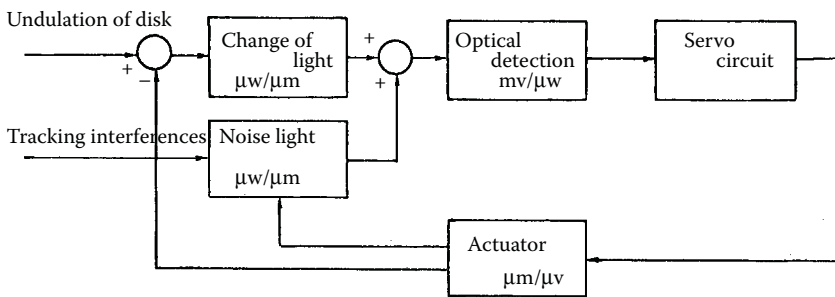 Undulation of disk
+
−
Change of
light
μw/μm
+
+
Optical
detection
mv/μw
Servo
circuit
Tracking interferences
Noise light
μw/μm
Actuator
μm/μv